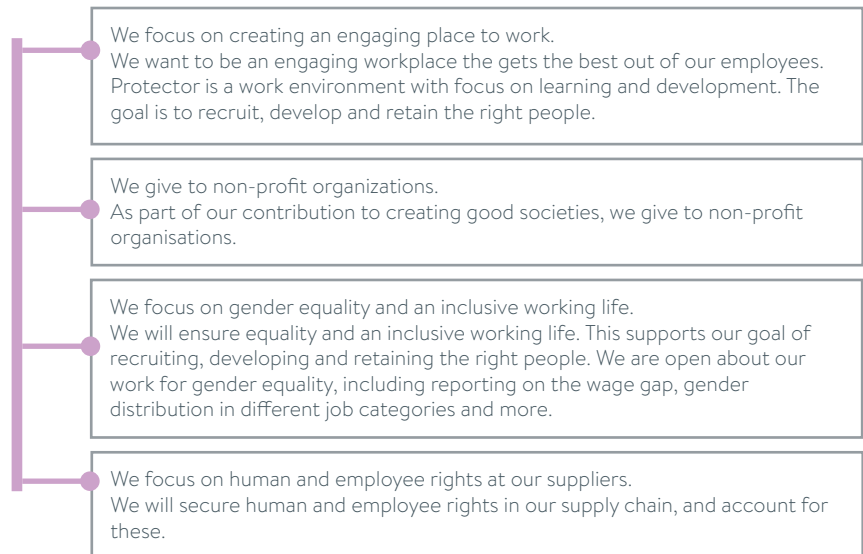 We focus on creating an engaging place to work.
We want to be an engaging workplace the gets the best out of our employees.
Protector is a work environment with focus on learning and development. The
goal is to recruit, develop and retain the right people.
We give to non-profit organizations.
As part of our contribution to creating good societies, we give to non-profit
organisations.
We focus on gender equality and an inclusive working life.
We will ensure equality and an inclusive working life. This supports our goal of
recruiting, developing and retaining the right people. We are open about our
work for gender equality, including reporting on the wage gap, gender
distribution in different job categories and more.
We focus on human and employee rights at our suppliers.
We will secure human and employee rights in our supply chain, and account for
these.